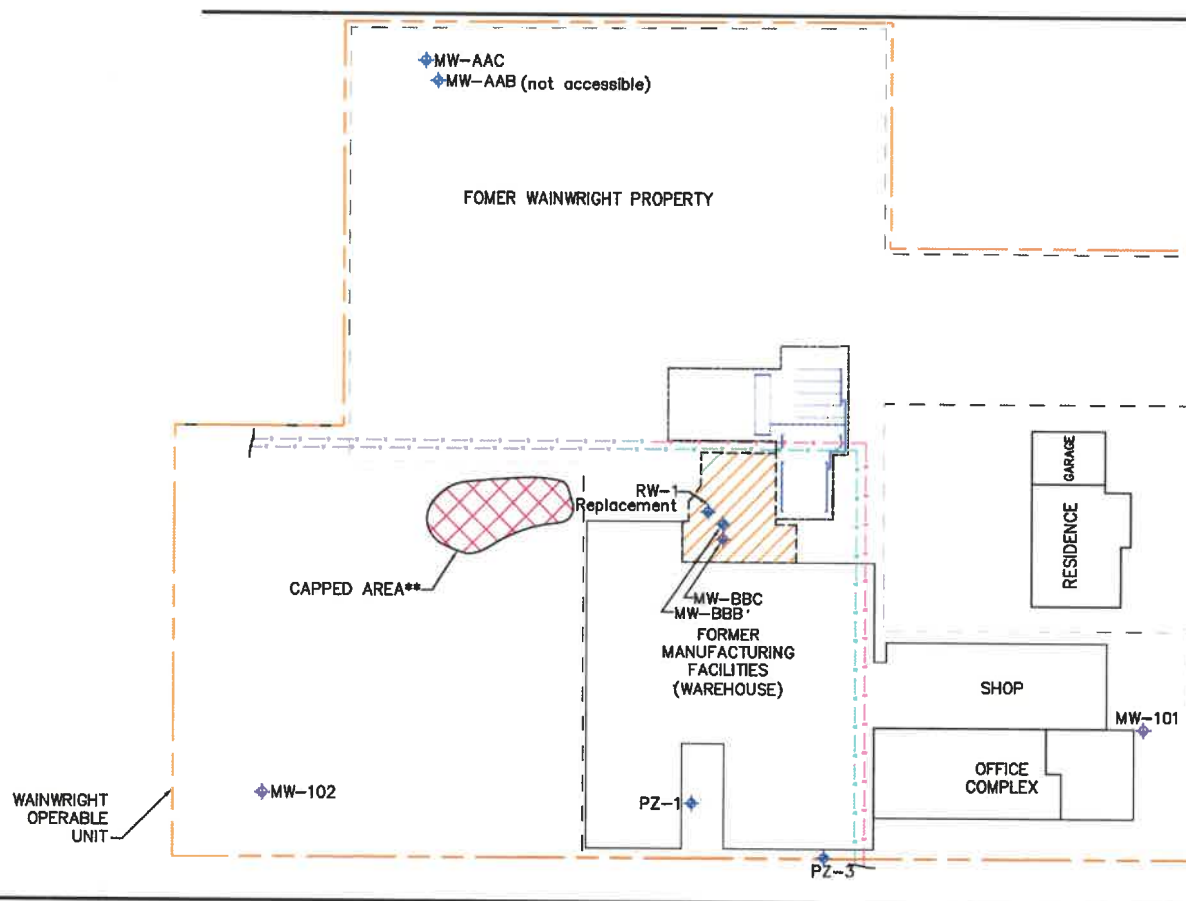 MW-AAC
MW-AAB (not accessible)
FOMER WAINWRIGHT PROPERTY
GARAGE
RESIDENCE
RW-1
Replacement
CAPPED AREA**
MW-BBC
MW-BBB'
FORMER
MANUFACTURING
FACILITIES
(WAREHOUSE)
SHOP
MW-101
OFFICE
COMPLEX
MW-102
WAINWRIGHT
OPERABLE
UNIT
PZ-1
PZ-3